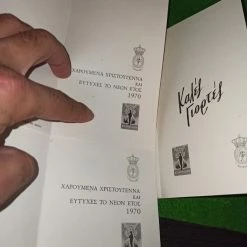 ΧΑΡΟΥΜΕΝΑ ΧΡΙΣΤΟΥΓΕΝΝΑ
ΚΑΙ
ΕΥΤΥΧΕΣ ΤΟ ΝΕΟΝ ΕΤΟΣ
1970
ΧΑΡΟΥΜΕΝΑ ΧΡΙΣΤΟΥΓΕΝΝΑ
ΚΑΙ
ΕΥΤΥΧΕΣ ΤΟ ΝΕΟΝ ΕΤΟΣ
1970
Καλές
Γιορτές